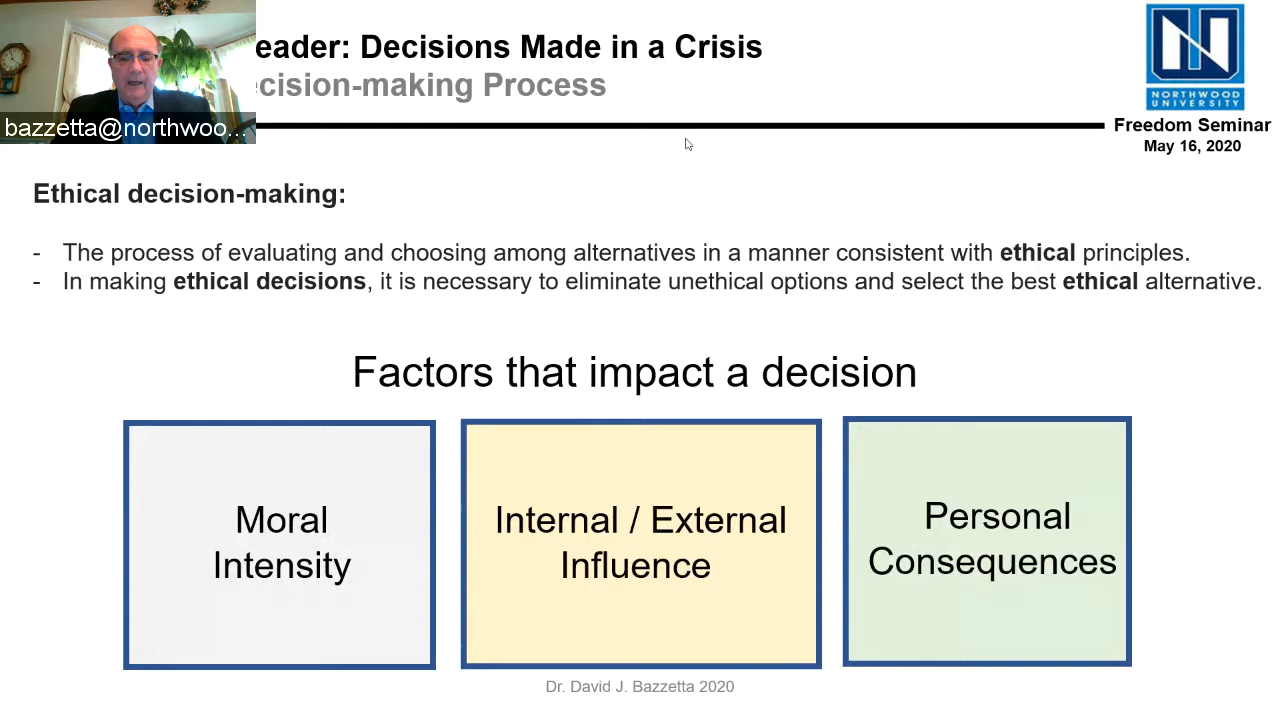 eader: Decisions Made in a Crisis
ecision-making Process
bazzetta@northwoo...
NORTHWOOD
UNIVERSITY
Freedom Seminar
May 16, 2020
Ethical decision-making:
- The process of evaluating and choosing among alternatives in a manner consistent with ethical principles.
- In making ethical decisions, it is necessary to eliminate unethical options and select the best ethical alternative.
Factors that impact a decision
Moral
Intensity
Internal / External
Influence
Personal
Consequences
Dr. David J. Bazzetta 2020